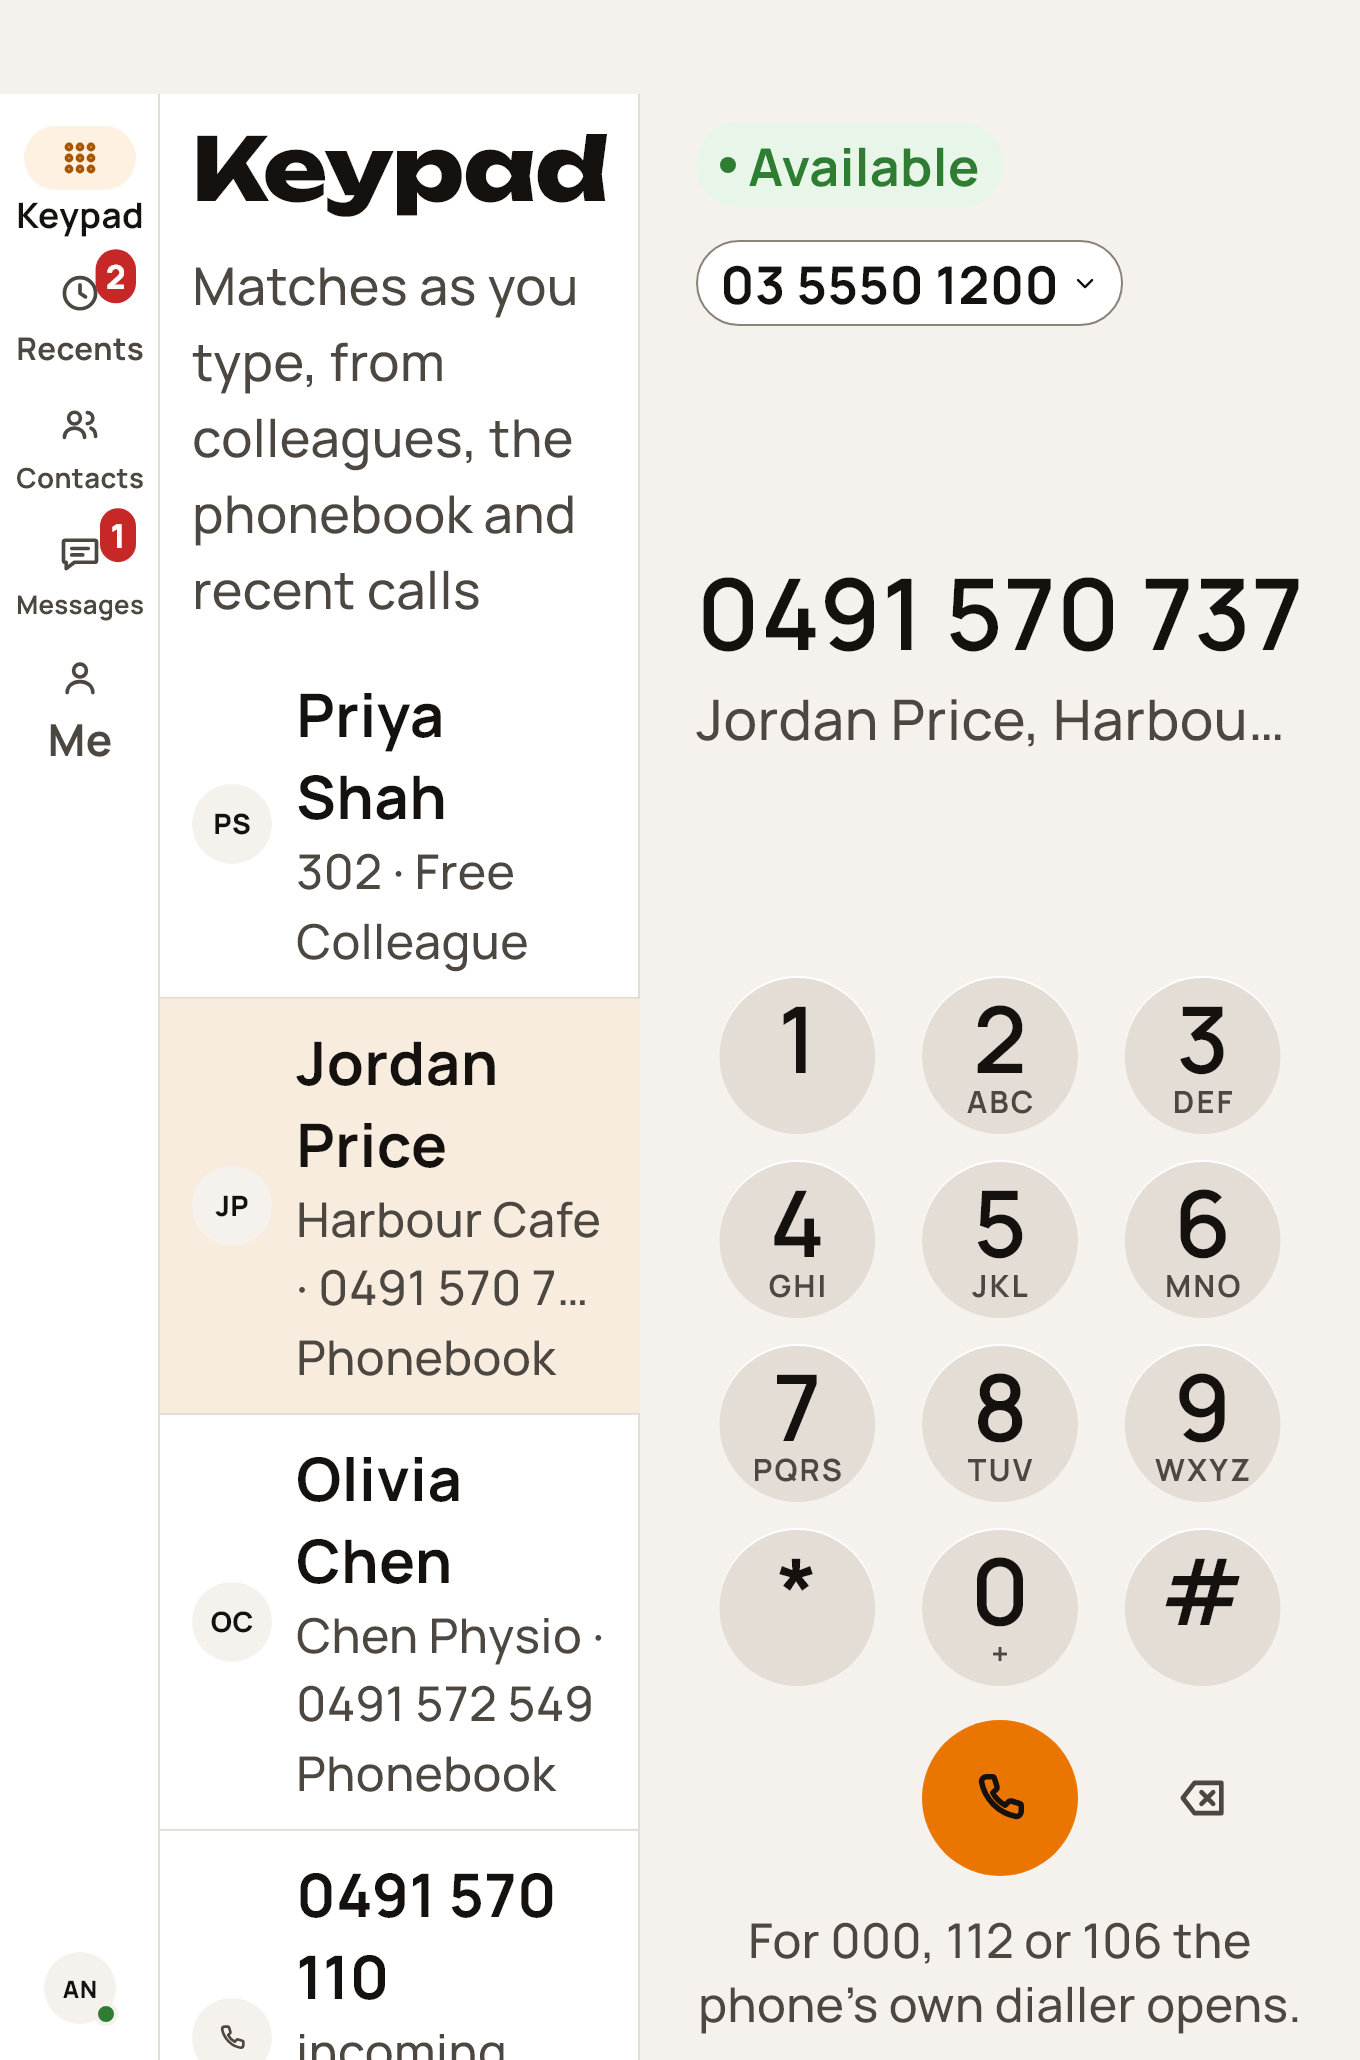 Keypad
2
Recents
Contacts
1
Messages
Me
AN
Keypad
Matches as you
type, from
colleagues, the
phonebook and
recent calls
PS
Priya
Shah
302 · Free
Colleague
JP
Jordan
Price
Harbour Cafe
· 0491 570 7…
Phonebook
OC
Olivia
Chen
Chen Physio ·
0491 572 549
Phonebook
0491 570
110
incoming
Available
03 5550 1200
0491 570 737
Jordan Price, Harbou…
1
2
ABC
3
DEF
4
GHI
5
JKL
6
MNO
7
PQRS
8
TUV
9
WXYZ
*
0
+
#
For 000, 112 or 106 the
phone’s own dialler opens.